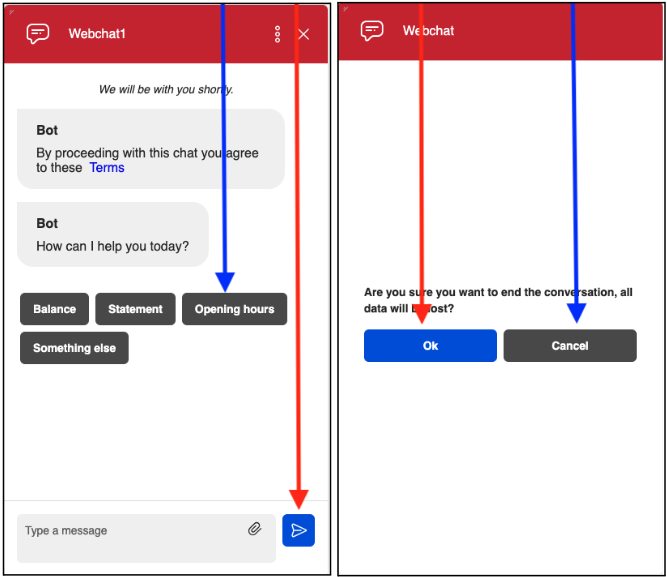 Webchat1
We will be with you shortly.
Bot
By proceeding with this chat you agree
to these Terms
Bot
How can I help you today?
Balance
Statement
Opening hours
Something else
Type a message
Webchat
Are you sure you want to end the conversation, all
data will be lost?
Ok
Cancel